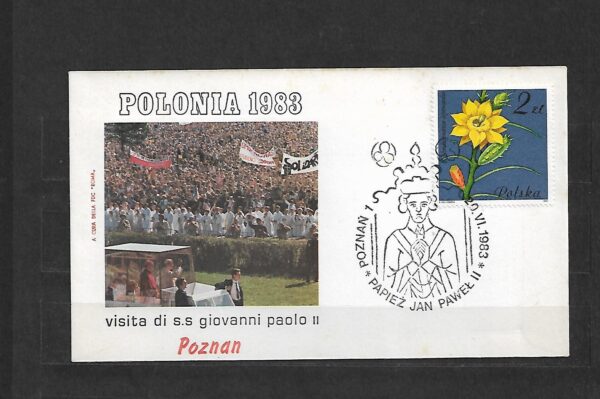 POLONIA 1983
2 zł
Polska
A CURA DELLA FDC "ROMA"
SOLIDAR
POZNAŃ 1
20.VI.1983
* PAPIEŻ JAN PAWEŁ II *
visita di s.s giovanni paolo II
Poznan